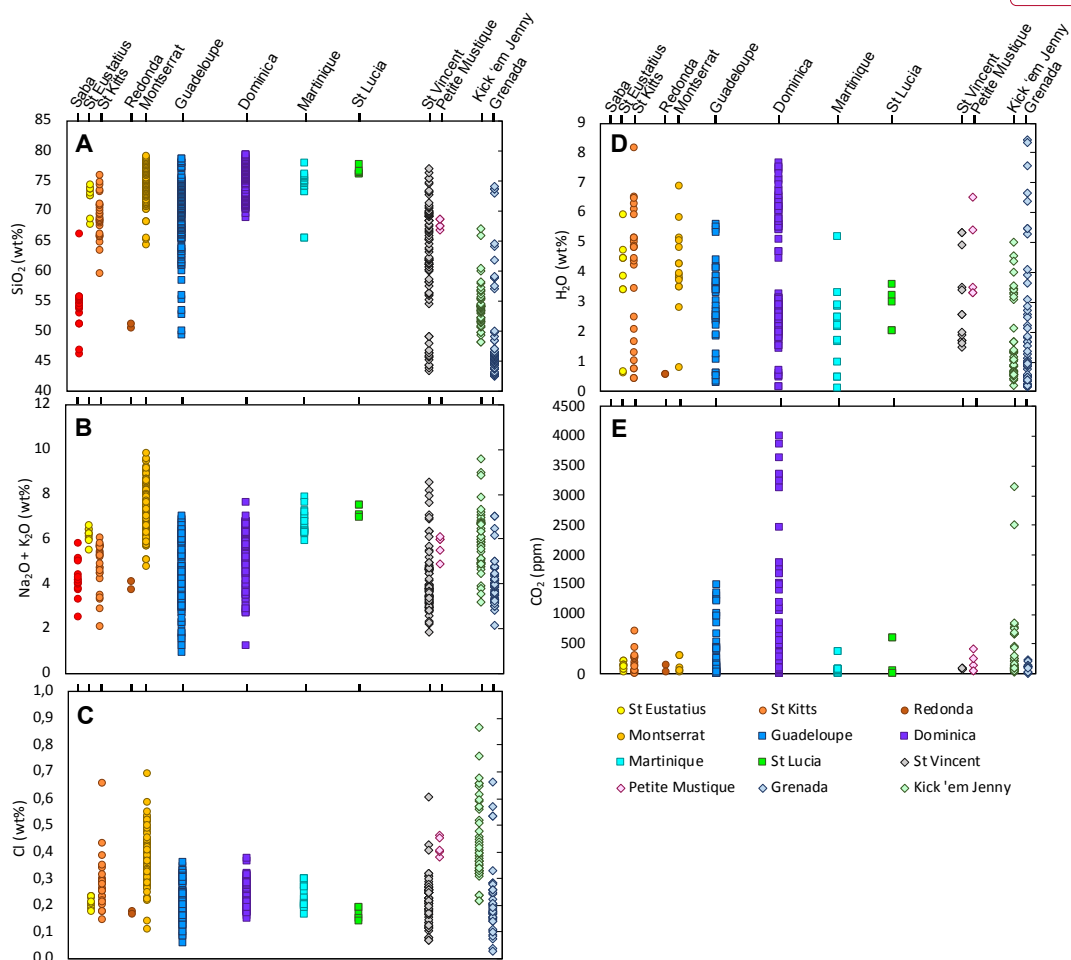 Saba
St Eustatius
St Kitts
Redonda
Montserrat
Guadeloupe
Dominica
Martinique
St Lucia
St Vincent
Petite Mustique
Kick 'em Jenny
Grenada
A
SiO₂ (wt%)
85
80
75
70
65
60
55
50
45
40
B
Na₂O + K₂O (wt%)
12
10
8
6
4
2
0
C
Cl (wt%)
1,0
0,9
0,8
0,7
0,6
0,5
0,4
0,3
0,2
0,1
0,0
Saba
St Eustatius
St Kitts
Redonda
Montserrat
Guadeloupe
Dominica
Martinique
St Lucia
St Vincent
Petite Mustique
Kick 'em Jenny
Grenada
D
H₂O (wt%)
9
8
7
6
5
4
3
2
1
0
E
CO₂ (ppm)
4500
4000
3500
3000
2500
2000
1500
1000
500
0
St Eustatius St Kitts Redonda
Montserrat Guadeloupe Dominica
Martinique St Lucia St Vincent
Petite Mustique Grenada Kick 'em Jenny